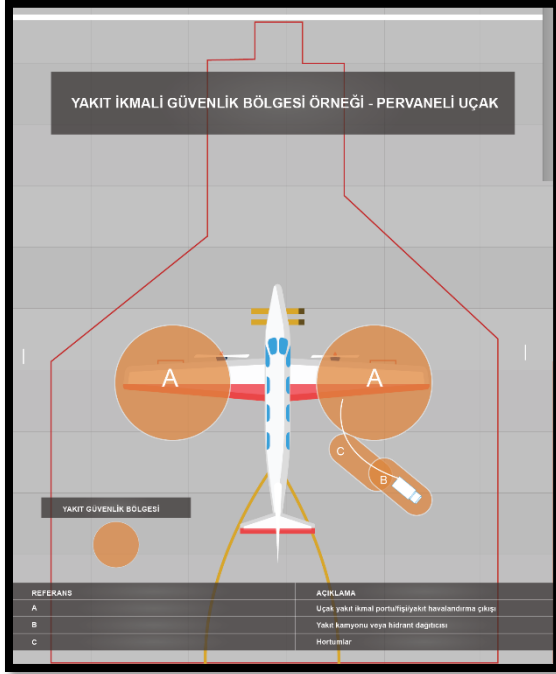 YAKIT İKMALİ GÜVENLİK BÖLGESİ ÖRNEĞİ - PERVANELİ UÇAK
A
A
C
B
YAKIT GÜVENLİK BÖLGESİ
REFERANS AÇIKLAMA
A Uçak yakıt ikmal portu/fişi/yakıt havalandırma çıkışı
B Yakıt kamyonu veya hidrant dağıtıcısı
C Hortumlar